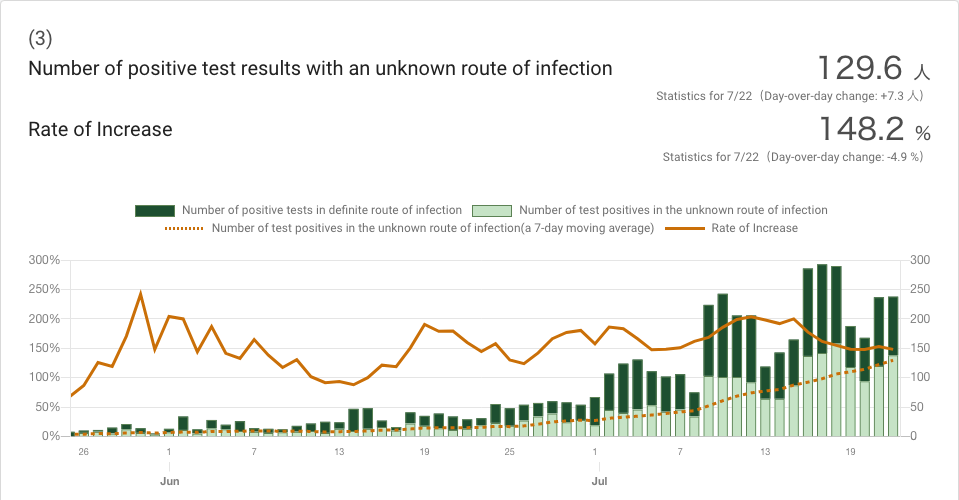 (3)
Number of positive test results with an unknown route of infection
129.6 人
Statistics for 7/22（Day-over-day change: +7.3 人）
Rate of Increase
148.2 %
Statistics for 7/22（Day-over-day change: -4.9 %）
Number of positive tests in definite route of infection Number of test positives in the unknown route of infection
Number of test positives in the unknown route of infection(a 7-day moving average) Rate of Increase
300% 300
250% 250
200% 200
150% 150
100% 100
50% 50
0% 0
26 1 7 13 19 25 1 7 13 19
Jun Jul